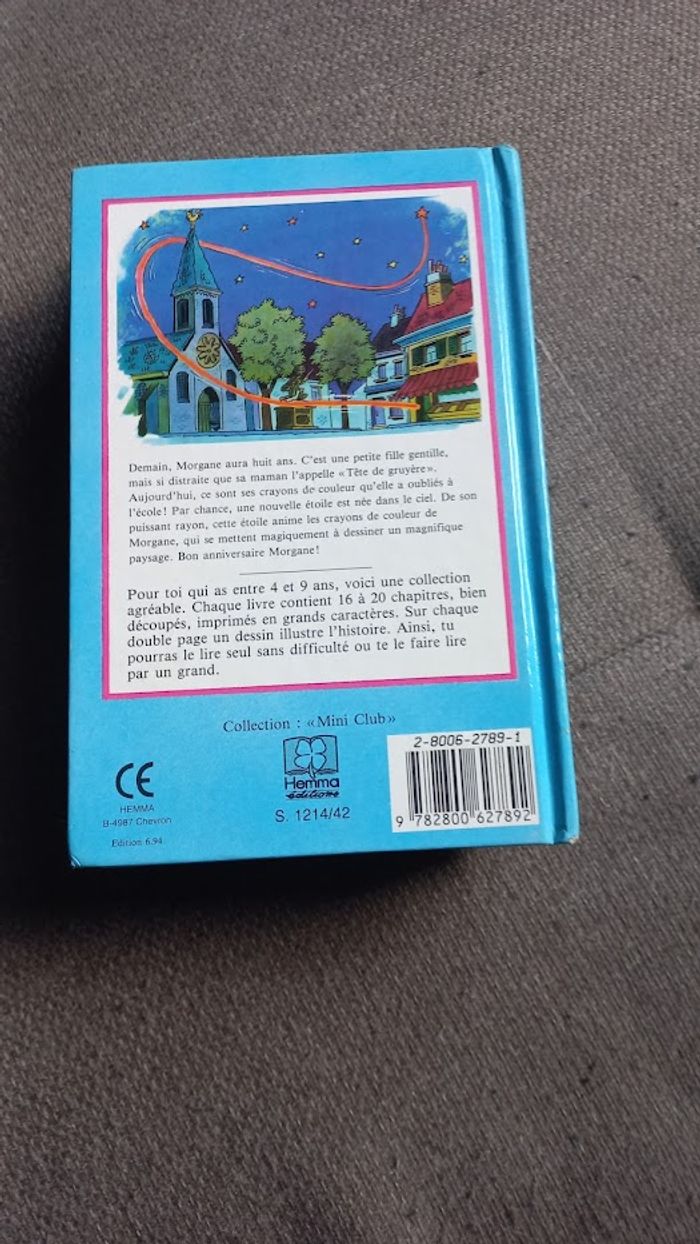 Demain, Morgane aura huit ans. C'est une petite fille gentille,
mais si distraite que sa maman l'appelle «Tête de gruyère».
Aujourd'hui, ce sont ses crayons de couleur qu'elle a oubliés à
l'école! Par chance, une nouvelle étoile est née dans le ciel. De son
puissant rayon, cette étoile anime les crayons de couleur de
Morgane, qui se mettent magiquement à dessiner un magnifique
paysage. Bon anniversaire Morgane!
Pour toi qui as entre 4 et 9 ans, voici une collection
agréable. Chaque livre contient 16 à 20 chapitres, bien
découpés, imprimés en grands caractères. Sur chaque
double page un dessin illustre l'histoire. Ainsi, tu
pourras le lire seul sans difficulté ou te le faire lire
par un grand.
Collection : «Mini Club»
CE
HEMMA
B-4987 Chevron
Edition 6.94
Hemma
éditions
S. 1214/42
2-8006-2789-1
9 782800 627892